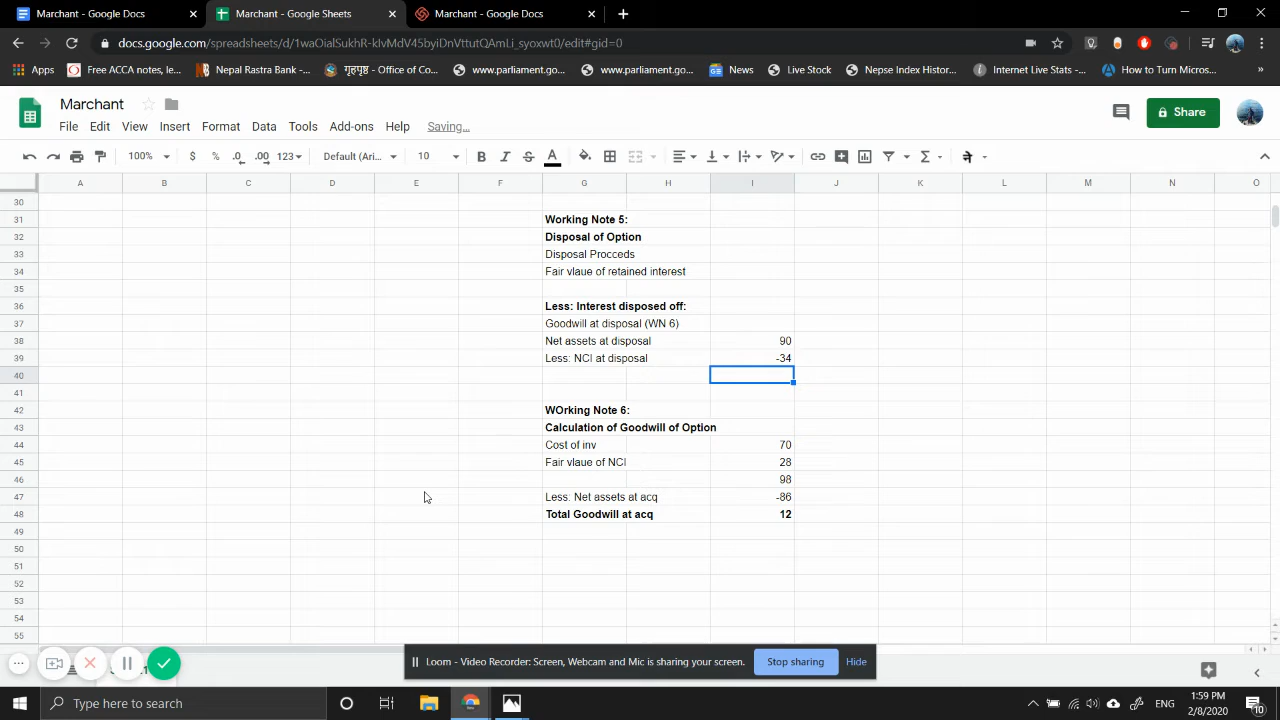 Marchant - Google Docs
Marchant - Google Sheets
Marchant - Google Docs
docs.google.com/spreadsheets/d/1waOialSukhR-klvMdV45byiDnVttutQAmLi_syoxwt0/edit#gid=0
Apps
Free ACCA notes, le...
Nepal Rastra Bank -...
गृहपृष्ठ - Office of Co...
www.parliament.go...
www.parliament.go...
News
Live Stock
Nepse Index Histor...
Internet Live Stats -...
How to Turn Micros...
»
Marchant
File Edit View Insert Format Data Tools Add-ons Help Saving...
Share
100% $ % .0 .00 123 Default (Ari... 10 B I S A Σ
A B C D E F G H I J K L M N O
30
31 Working Note 5:
32 Disposal of Option
33 Disposal Procceds
34 Fair vlaue of retained interest
35
36 Less: Interest disposed off:
37 Goodwill at disposal (WN 6)
38 Net assets at disposal 90
39 Less: NCI at disposal -34
40
41
42 WOrking Note 6:
43 Calculation of Goodwill of Option
44 Cost of inv 70
45 Fair vlaue of NCI 28
46 98
47 Less: Net assets at acq -86
48 Total Goodwill at acq 12
49
50
51
52
53
54
55
Loom - Video Recorder: Screen, Webcam and Mic is sharing your screen.
Stop sharing
Hide
Type here to search
ENG
1:59 PM
2/8/2020
10